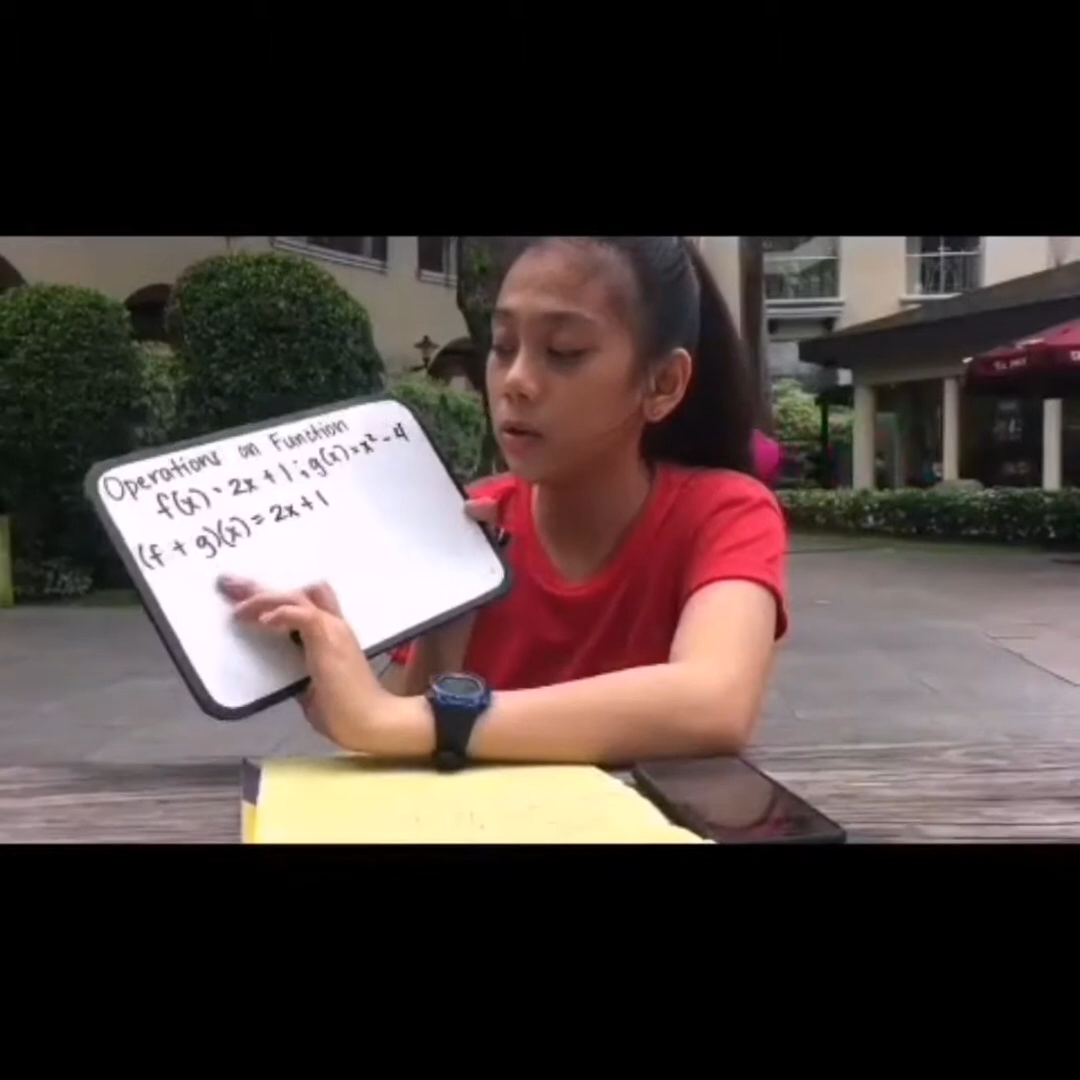 Operations on Function
f(x) = 2x + 1 ; g(x) = x² - 4
(f + g)(x) = 2x + 1